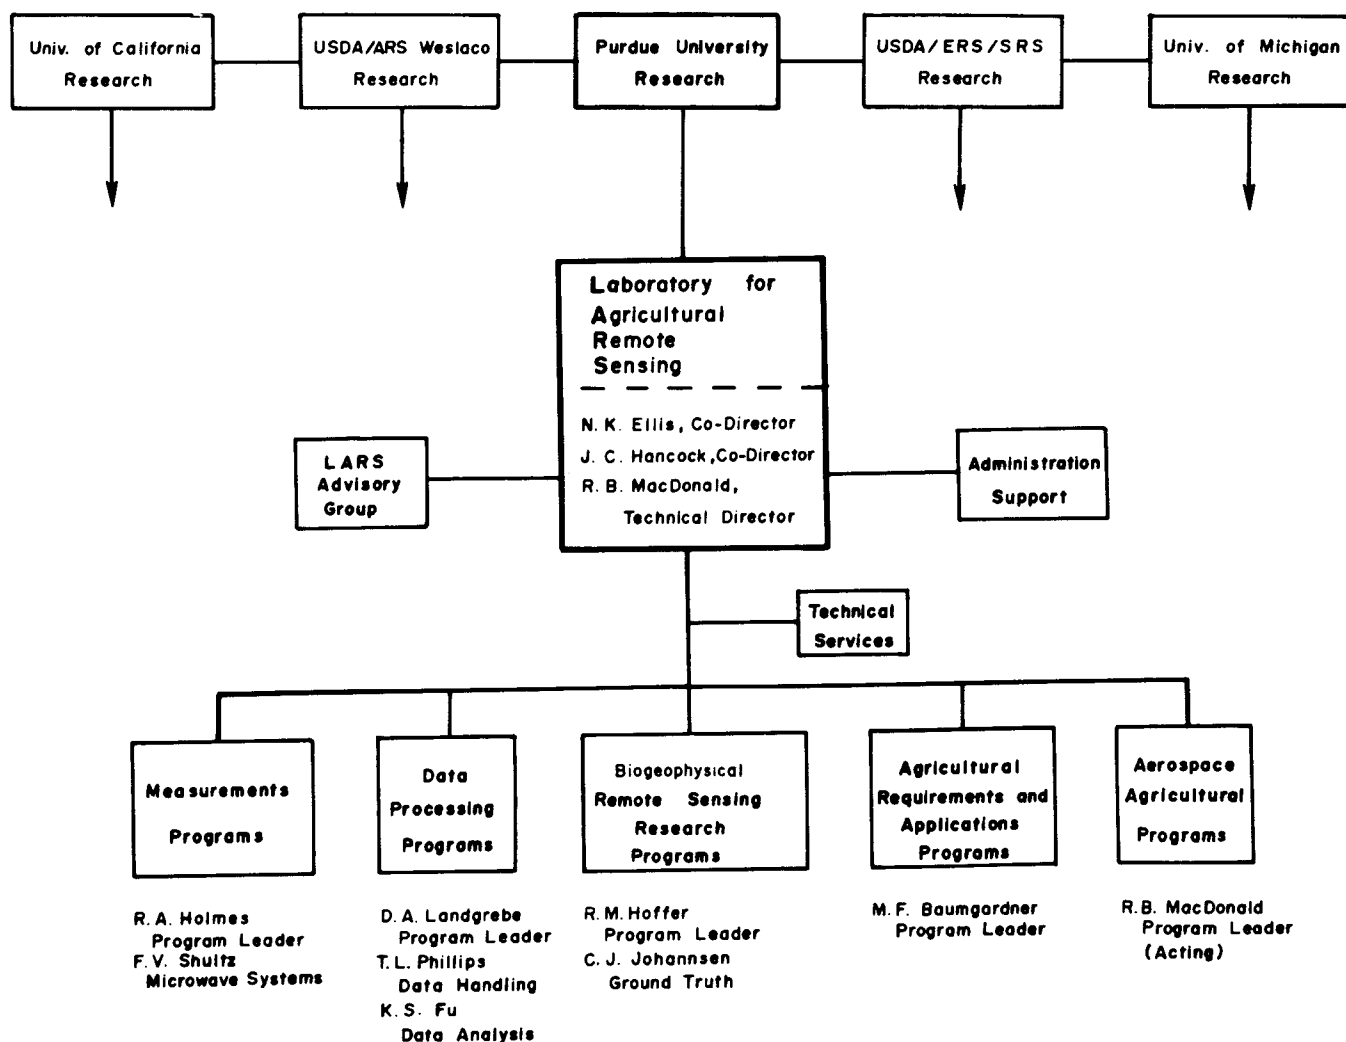 Univ. of California
Research
USDA/ARS Weslaco
Research
Purdue University
Research
USDA/ERS/SRS
Research
Univ. of Michigan
Research
Laboratory for
Agricultural
Remote
Sensing
N. K. Ellis, Co-Director
J. C. Hancock, Co-Director
R. B. MacDonald,
Technical Director
LARS
Advisory
Group
Administration
Support
Technical
Services
Measurements
Programs
Data
Processing
Programs
Biogeophysical
Remote Sensing
Research
Programs
Agricultural
Requirements and
Applications
Programs
Aerospace
Agricultural
Programs
R. A. Holmes
Program Leader
F. V. Shultz
Microwave Systems
D. A. Landgrebe
Program Leader
T. L. Phillips
Data Handling
K. S. Fu
Data Analysis
R. M. Hoffer
Program Leader
C. J. Johannsen
Ground Truth
M. F. Baumgardner
Program Leader
R. B. MacDonald
Program Leader
(Acting)